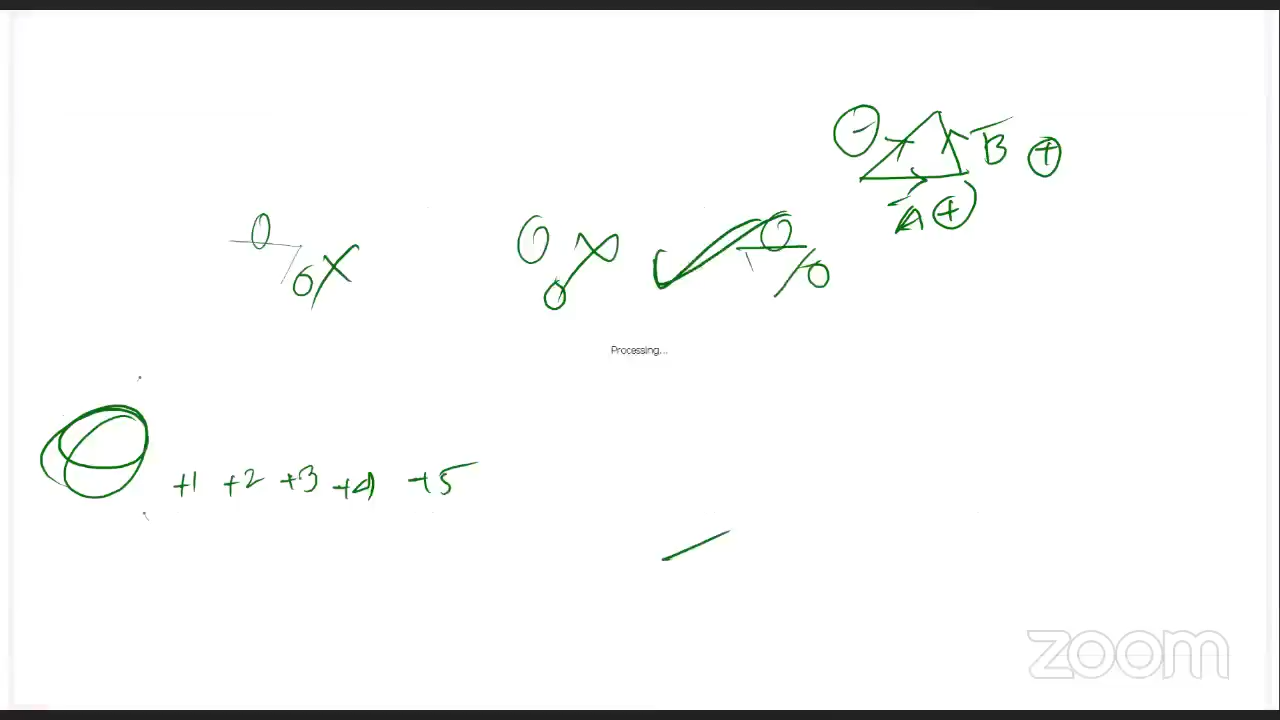 B +
A +
0 0 X
0 0 0 0
Processing...
+1 +2 +3 +4 +5
zoom